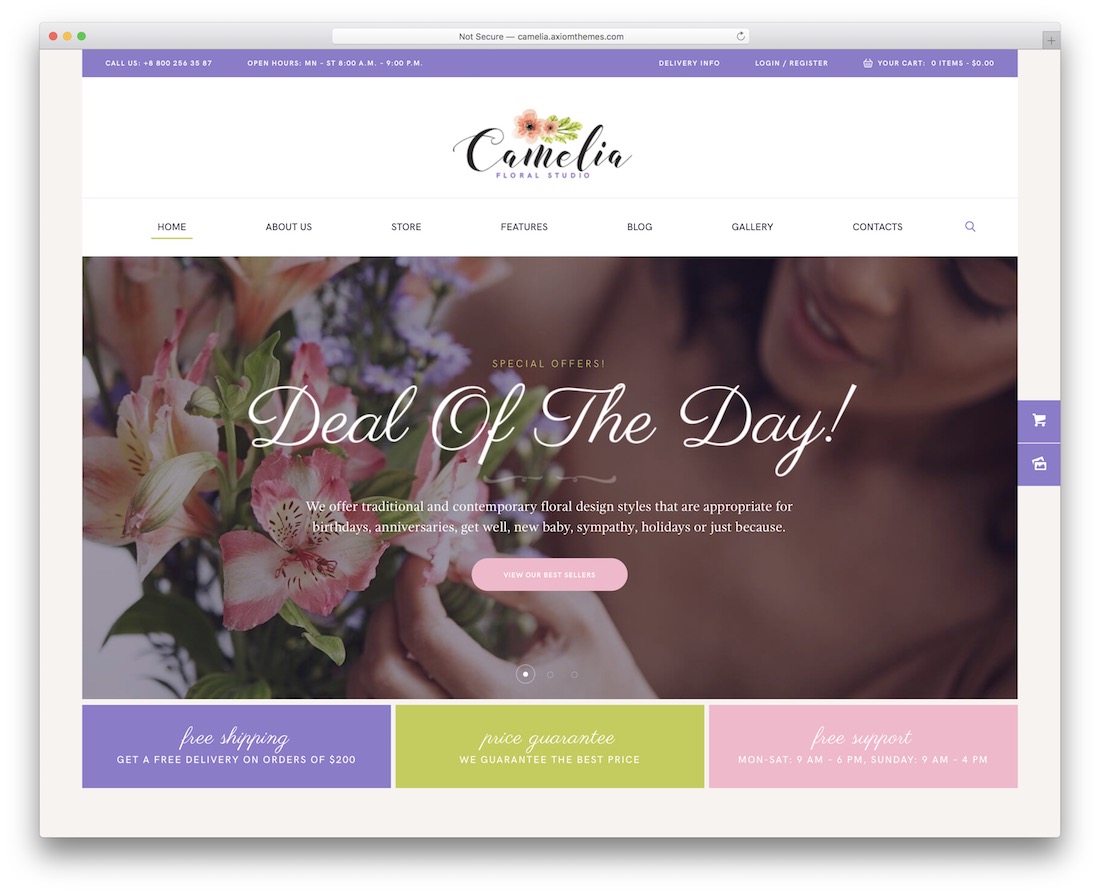 Not Secure — camelia.axiomthemes.com
CALL US: +8 800 256 35 87 OPEN HOURS: MN – ST 8:00 A.M. - 9:00 P.M. DELIVERY INFO LOGIN / REGISTER YOUR CART: 0 ITEMS - $0.00
Camelia
FLORAL STUDIO
HOME ABOUT US STORE FEATURES BLOG GALLERY CONTACTS
SPECIAL OFFERS!
Deal Of The Day!
We offer traditional and contemporary floral design styles that are appropriate for
birthdays, anniversaries, get well, new baby, sympathy, holidays or just because.
VIEW OUR BEST SELLERS
free shipping
GET A FREE DELIVERY ON ORDERS OF $200
price guarantee
WE GUARANTEE THE BEST PRICE
free support
MON-SAT: 9 AM – 6 PM, SUNDAY: 9 AM – 4 PM